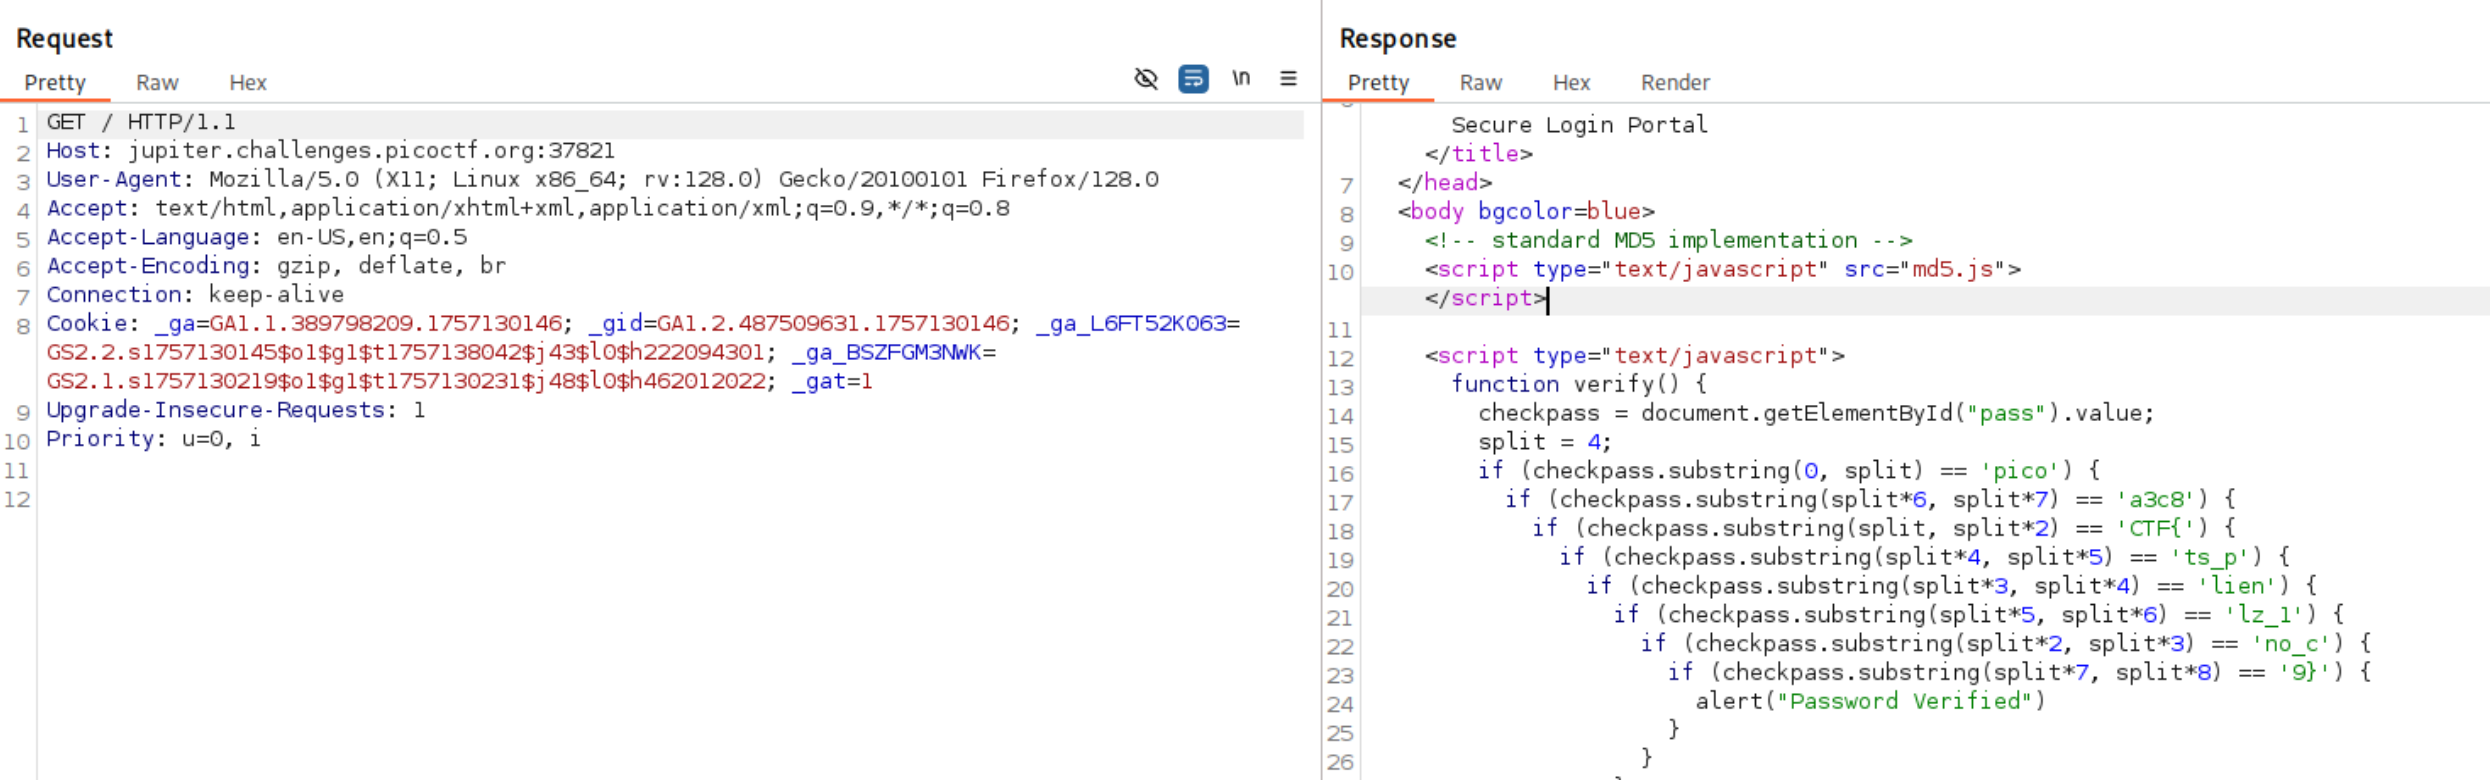 Request
Pretty Raw Hex \n
1 GET / HTTP/1.1
2 Host: jupiter.challenges.picoctf.org:37821
3 User-Agent: Mozilla/5.0 (X11; Linux x86_64; rv:128.0) Gecko/20100101 Firefox/128.0
4 Accept: text/html,application/xhtml+xml,application/xml;q=0.9,*/*;q=0.8
5 Accept-Language: en-US,en;q=0.5
6 Accept-Encoding: gzip, deflate, br
7 Connection: keep-alive
8 Cookie: _ga=GA1.1.389798209.1757130146; _gid=GA1.2.487509631.1757130146; _ga_L6FT52K063=
GS2.2.s1757130145$o1$g1$t1757138042$j43$l0$h222094301; _ga_BSZFGM3NWK=
GS2.1.s1757130219$o1$g1$t1757130231$j48$l0$h462012022; _gat=1
9 Upgrade-Insecure-Requests: 1
10 Priority: u=0, i
11
12
Response
Pretty Raw Hex Render
Secure Login Portal
</title>
7 </head>
8 <body bgcolor=blue>
9 <!-- standard MD5 implementation -->
10 <script type="text/javascript" src="md5.js">
</script>
11
12 <script type="text/javascript">
13 function verify() {
14 checkpass = document.getElementById("pass").value;
15 split = 4;
16 if (checkpass.substring(0, split) == 'pico') {
17 if (checkpass.substring(split*6, split*7) == 'a3c8') {
18 if (checkpass.substring(split, split*2) == 'CTF{') {
19 if (checkpass.substring(split*4, split*5) == 'ts_p') {
20 if (checkpass.substring(split*3, split*4) == 'lien') {
21 if (checkpass.substring(split*5, split*6) == 'lz_1') {
22 if (checkpass.substring(split*2, split*3) == 'no_c') {
23 if (checkpass.substring(split*7, split*8) == '9}') {
24 alert("Password Verified")
25 }
26 }